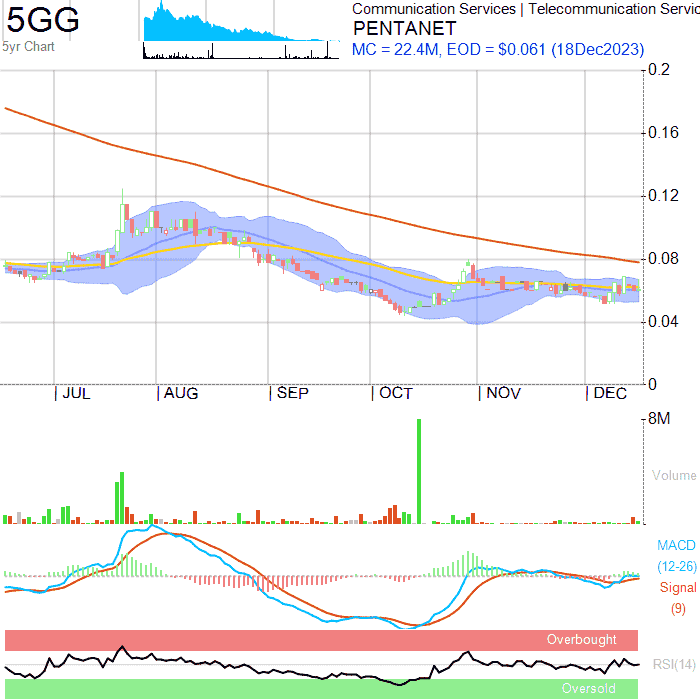 5GG
5yr Chart
Communication Services | Telecommunication Servic
PENTANET
MC = 22.4M, EOD = $0.061 (18Dec2023)
0.2
0.16
0.12
0.08
0.04
0
JUL AUG SEP OCT NOV DEC
8M
Volume
MACD
(12-26)
Signal
(9)
Overbought
RSI(14)
Oversold